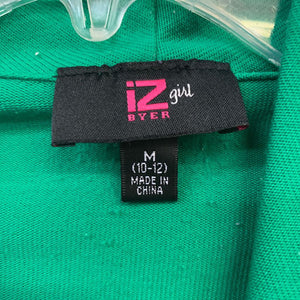 iZ girl
BYER
M
(10-12)
MADE IN
CHINA